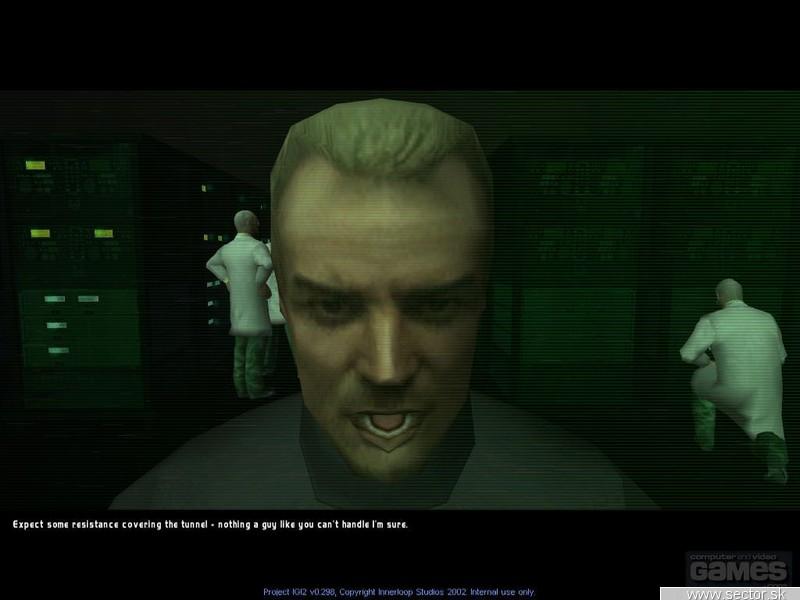 Expect some resistance covering the tunnel - nothing a guy like you can't handle I'm sure.
computer and video
GAMES
.com
Project IGI2 v0.298, Copyright Innerloop Studios 2002. Internal use only.
www.sector.sk